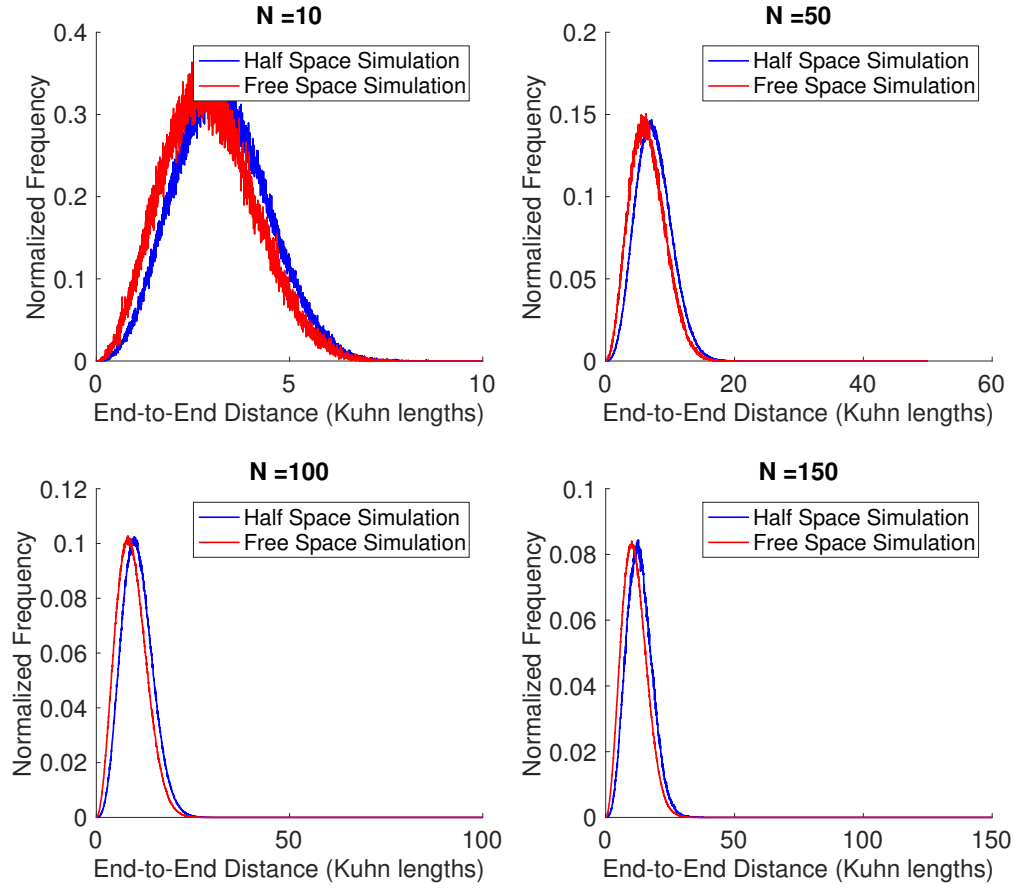 N =10
Half Space Simulation
Free Space Simulation
Normalized Frequency
0.4
0.3
0.2
0.1
0
0
5
10
End-to-End Distance (Kuhn lengths)
N =50
Half Space Simulation
Free Space Simulation
Normalized Frequency
0.2
0.15
0.1
0.05
0
0
20
40
60
End-to-End Distance (Kuhn lengths)
N =100
Half Space Simulation
Free Space Simulation
Normalized Frequency
0.12
0.1
0.08
0.06
0.04
0.02
0
0
50
100
End-to-End Distance (Kuhn lengths)
N =150
Half Space Simulation
Free Space Simulation
Normalized Frequency
0.1
0.08
0.06
0.04
0.02
0
0
50
100
150
End-to-End Distance (Kuhn lengths)